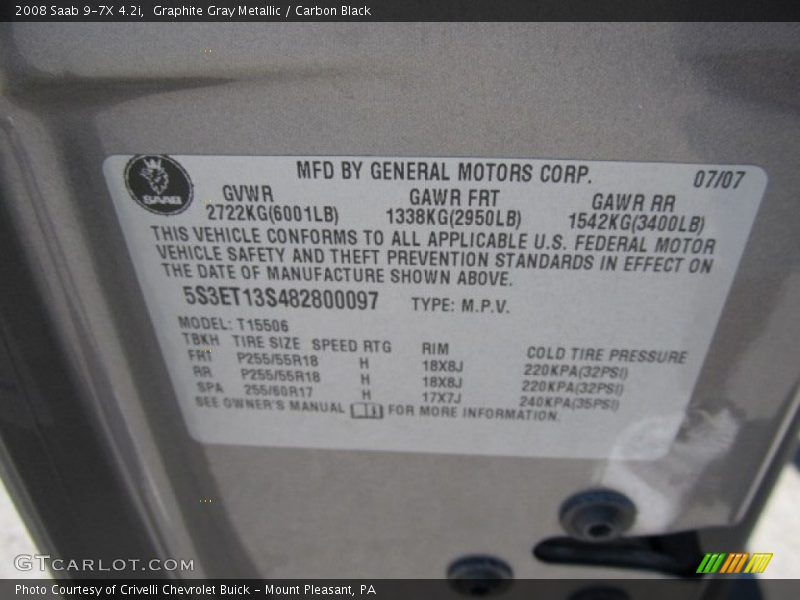 2008 Saab 9-7X 4.2i,  Graphite Gray Metallic / Carbon Black
SAAB
MFD BY GENERAL MOTORS CORP.
07/07
GVWR
GAWR FRT
GAWR RR
2722KG(6001LB)
1338KG(2950LB)
1542KG(3400LB)
THIS VEHICLE CONFORMS TO ALL APPLICABLE U.S. FEDERAL MOTOR
VEHICLE SAFETY AND THEFT PREVENTION STANDARDS IN EFFECT ON
THE DATE OF MANUFACTURE SHOWN ABOVE.
5S3ET13S482800097 TYPE: M.P.V.
MODEL: T15506
TBKH TIRE SIZE SPEED RTG RIM COLD TIRE PRESSURE
FRT P255/55R18 H 18X8J 220KPA(32PSI)
RR P255/55R18 H 18X8J 220KPA(32PSI)
SPA 255/60R17 H 17X7J 240KPA(35PSI)
SEE OWNER'S MANUAL FOR MORE INFORMATION.
GTCARLOT.COM
Photo Courtesy of Crivelli Chevrolet Buick - Mount Pleasant, PA